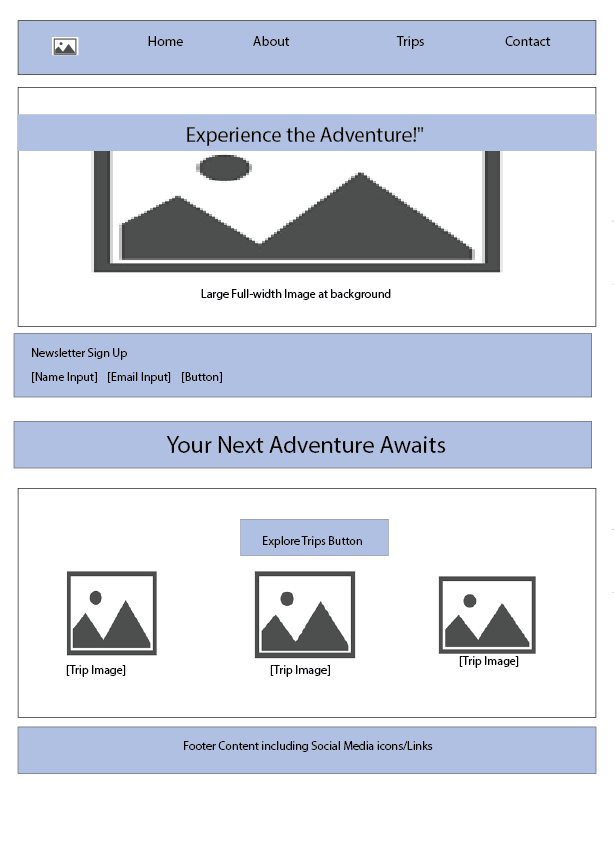 Home About Trips Contact
Experience the Adventure!"
Large Full-width Image at background
Newsletter Sign Up
[Name Input] [Email Input] [Button]
Your Next Adventure Awaits
Explore Trips Button
[Trip Image] [Trip Image] [Trip Image]
Footer Content including Social Media icons/Links